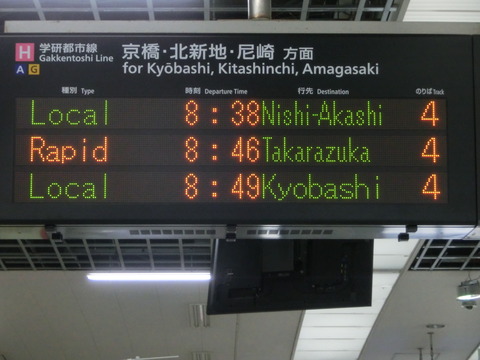 H 学研都市線 京橋・北新地・尼崎 方面
A G Gakkentoshi Line for Kyōbashi, Kitashinchi, Amagasaki
種別 Type 時刻 Departure Time 行先 Destination のりば Track
Local 8:38 Nishi-Akashi 4
Rapid 8:46 Takarazuka 4
Local 8:49 Kyobashi 4